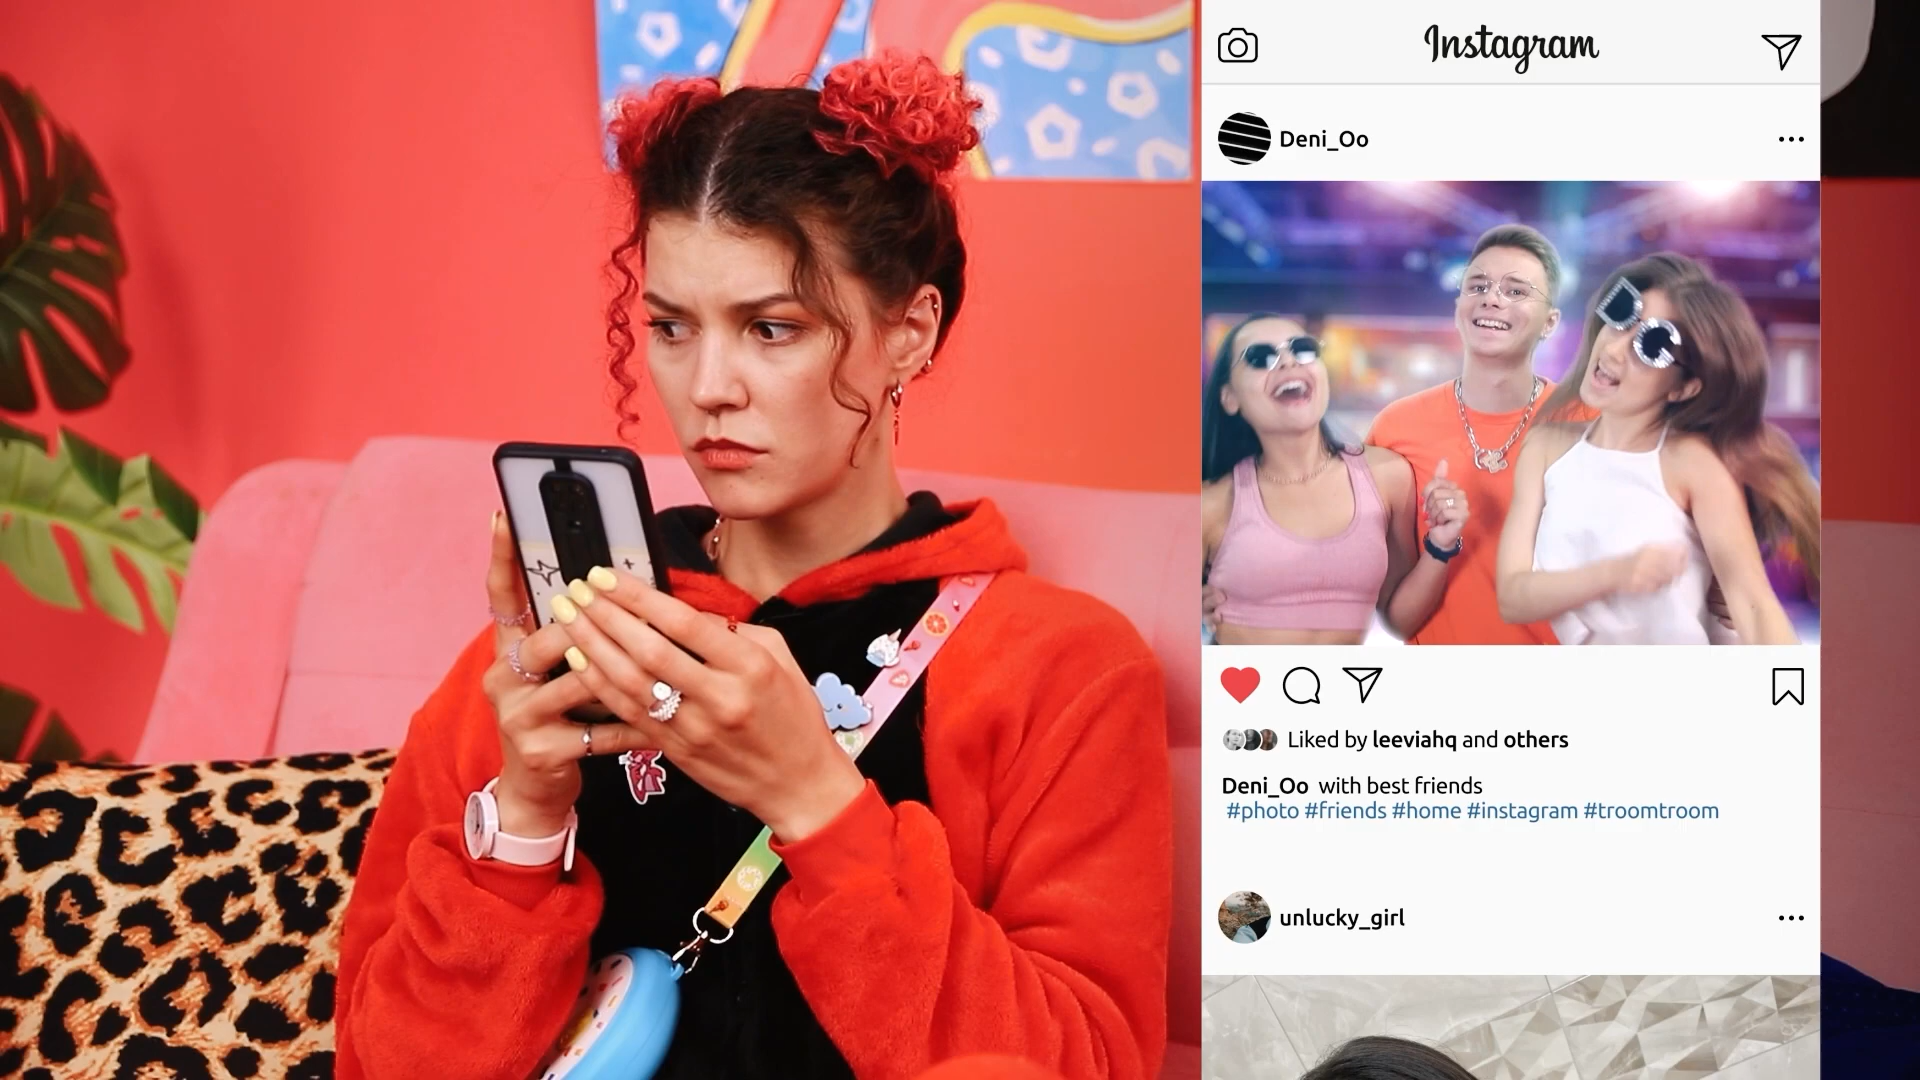 Instagram
Deni_Oo
Liked by leeviahq and others
Deni_Oo with best friends
#photo #friends #home #instagram #troomtroom
unlucky_girl